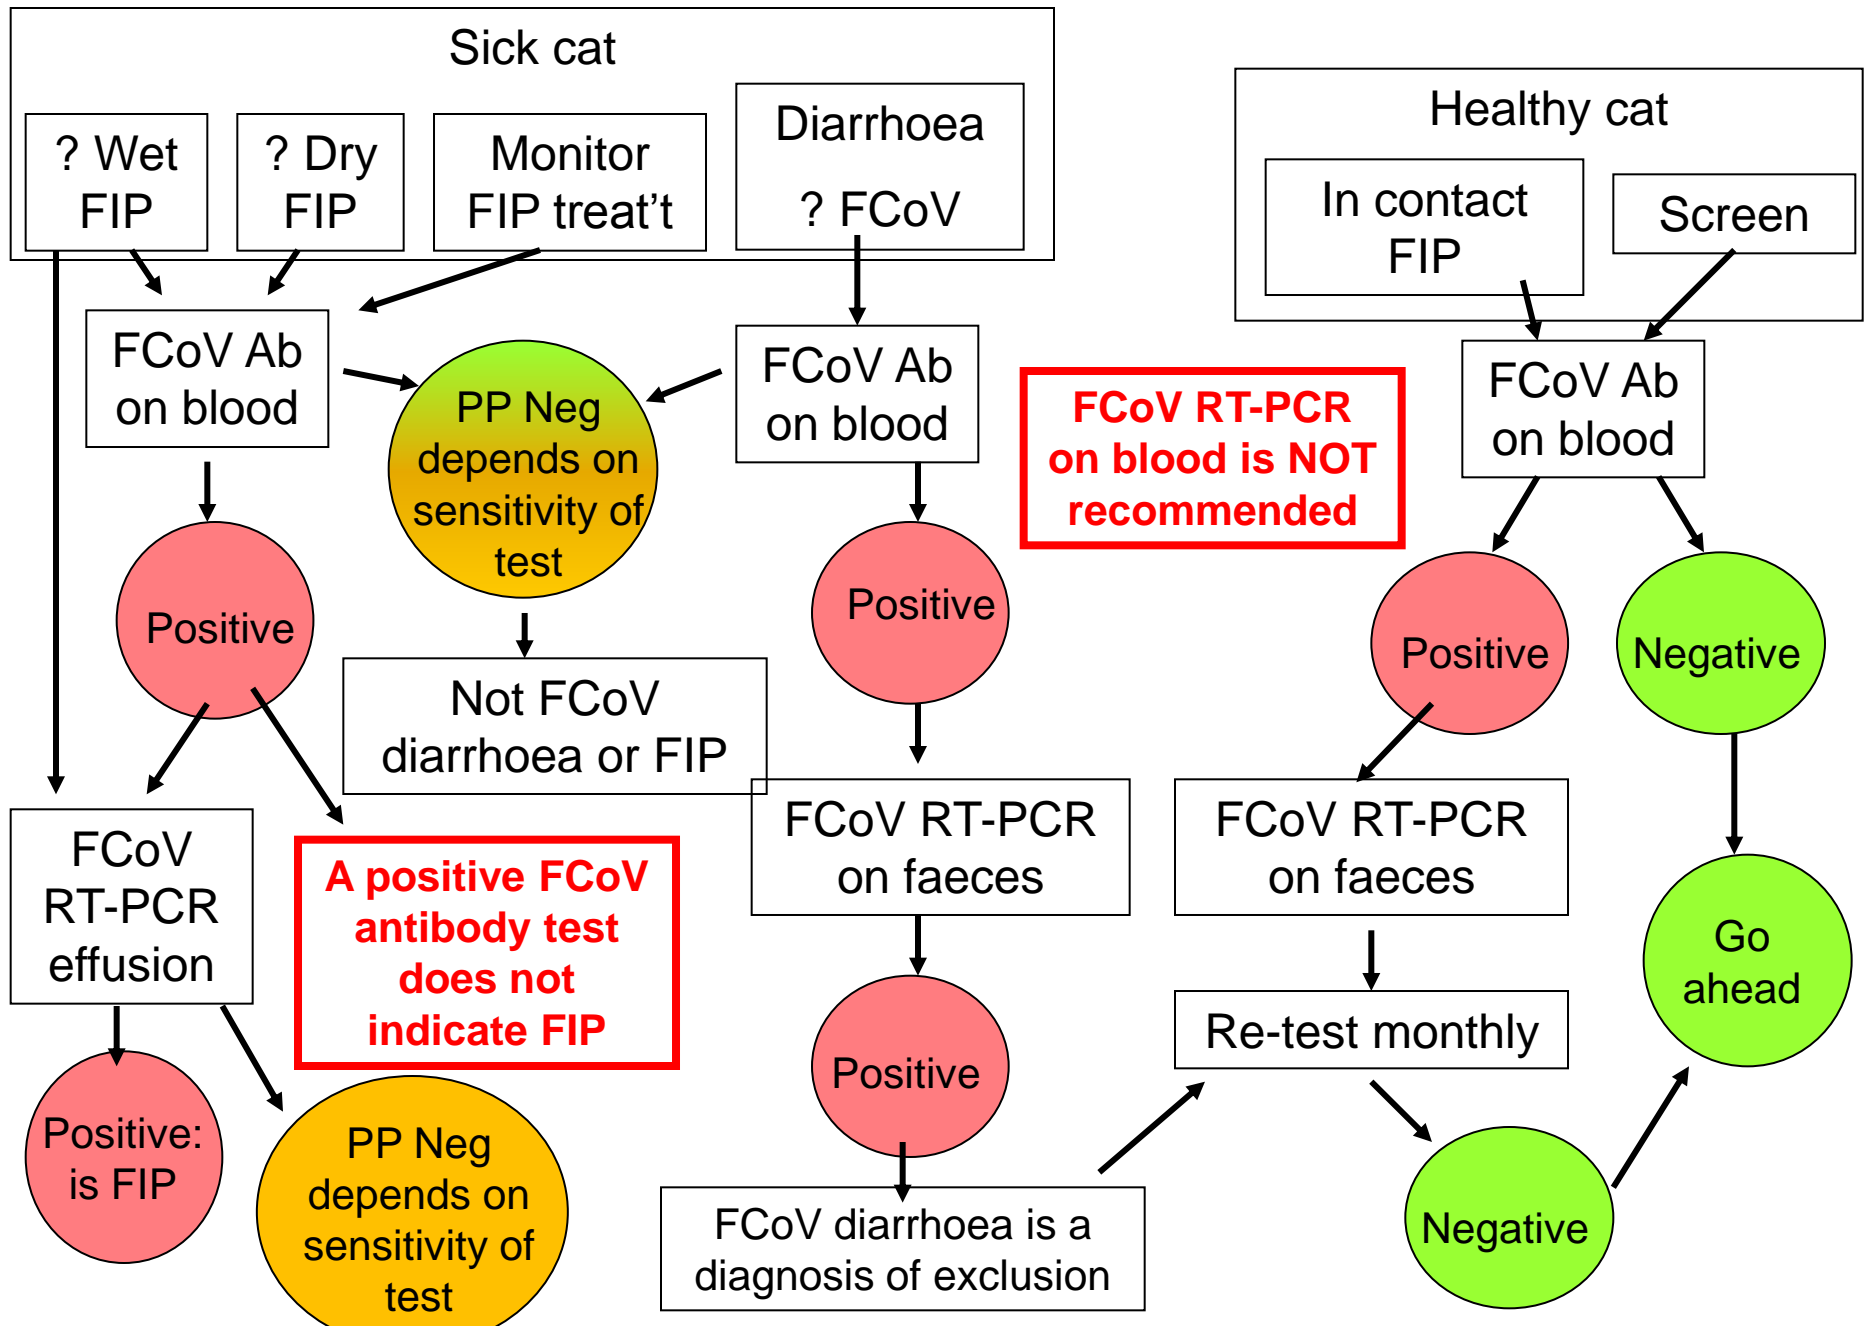 Sick cat
? Wet
FIP
? Dry
FIP
Monitor
FIP treat't
Diarrhoea
? FCoV
Healthy cat
In contact
FIP
Screen
FCoV Ab
on blood
PP Neg
depends on
sensitivity of
test
FCoV Ab
on blood
FCoV RT-PCR
on blood is NOT
recommended
FCoV Ab
on blood
Positive
Positive
Positive
Negative
Not FCoV
diarrhoea or FIP
FCoV
RT-PCR
effusion
A positive FCoV
antibody test
does not
indicate FIP
FCoV RT-PCR
on faeces
FCoV RT-PCR
on faeces
Go
ahead
Re-test monthly
Positive
Positive:
is FIP
PP Neg
depends on
sensitivity of
test
FCoV diarrhoea is a
diagnosis of exclusion
Negative